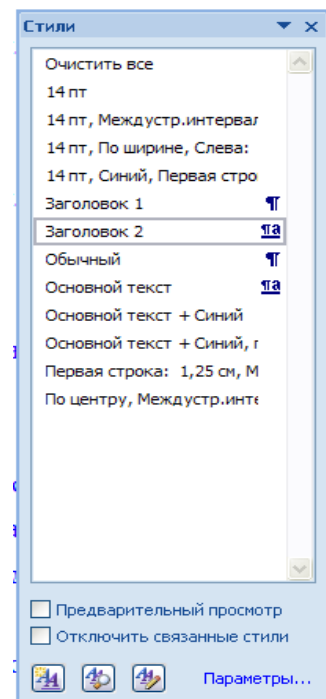 Стили
Очистить все
14 пт
14 пт, Междустр.интервал
14 пт, По ширине, Слева:
14 пт, Синий, Первая стро
Заголовок 1 ¶
Заголовок 2 ¶a
Обычный ¶
Основной текст ¶a
Основной текст + Синий
Основной текст + Синий, г
Первая строка: 1,25 см, М
По центру, Междустр.инте
Предварительный просмотр
Отключить связанные стили
Параметры...